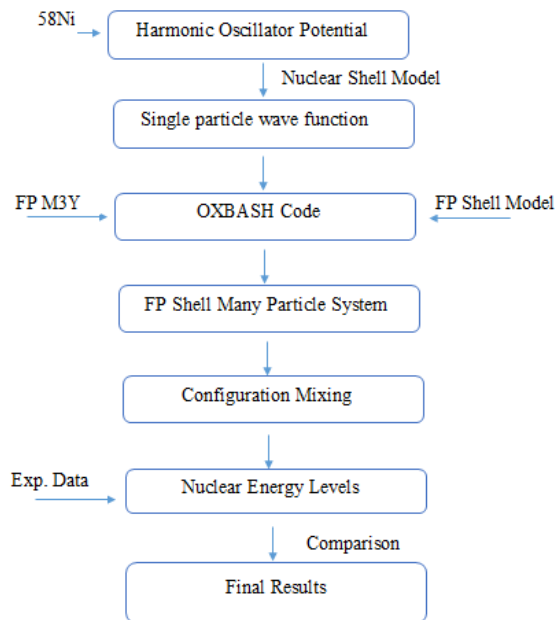 58Ni
Harmonic Oscillator Potential
Nuclear Shell Model
Single particle wave function
FP M3Y
OXBASH Code
FP Shell Model
FP Shell Many Particle System
Configuration Mixing
Exp. Data
Nuclear Energy Levels
Comparison
Final Results